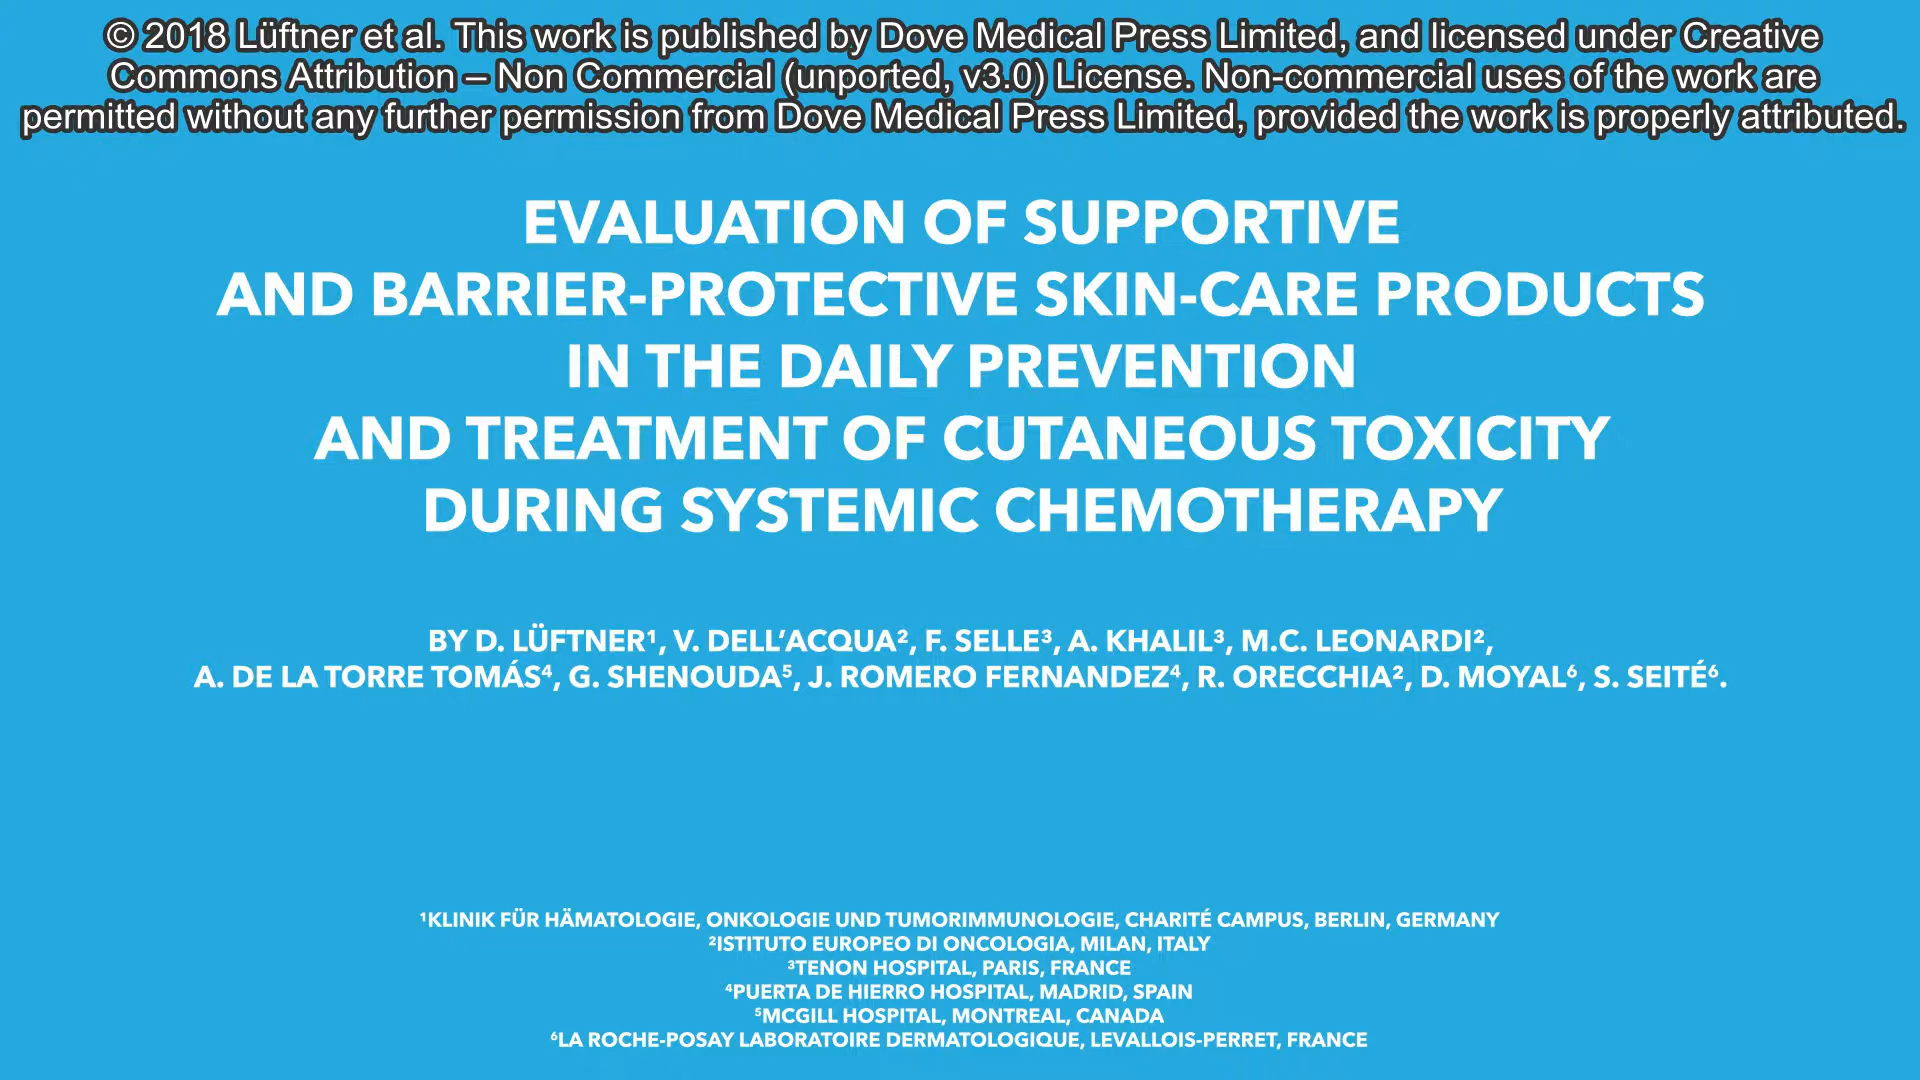 © 2018 Lüftner et al. This work is published by Dove Medical Press Limited, and licensed under Creative
Commons Attribution – Non Commercial (unported, v3.0) License. Non-commercial uses of the work are
permitted without any further permission from Dove Medical Press Limited, provided the work is properly attributed.
EVALUATION OF SUPPORTIVE
AND BARRIER-PROTECTIVE SKIN-CARE PRODUCTS
IN THE DAILY PREVENTION
AND TREATMENT OF CUTANEOUS TOXICITY
DURING SYSTEMIC CHEMOTHERAPY
BY D. LÜFTNER¹, V. DELL’ACQUA², F. SELLE³, A. KHALIL³, M.C. LEONARDI²,
A. DE LA TORRE TOMÁS⁴, G. SHENOUDA⁵, J. ROMERO FERNANDEZ⁴, R. ORECCHIA², D. MOYAL⁶, S. SEITÉ⁶.
¹KLINIK FÜR HÄMATOLOGIE, ONKOLOGIE UND TUMORIMMUNOLOGIE, CHARITÉ CAMPUS, BERLIN, GERMANY
²ISTITUTO EUROPEO DI ONCOLOGIA, MILAN, ITALY
³TENON HOSPITAL, PARIS, FRANCE
⁴PUERTA DE HIERRO HOSPITAL, MADRID, SPAIN
⁵MCGILL HOSPITAL, MONTREAL, CANADA
⁶LA ROCHE-POSAY LABORATOIRE DERMATOLOGIQUE, LEVALLOIS-PERRET, FRANCE